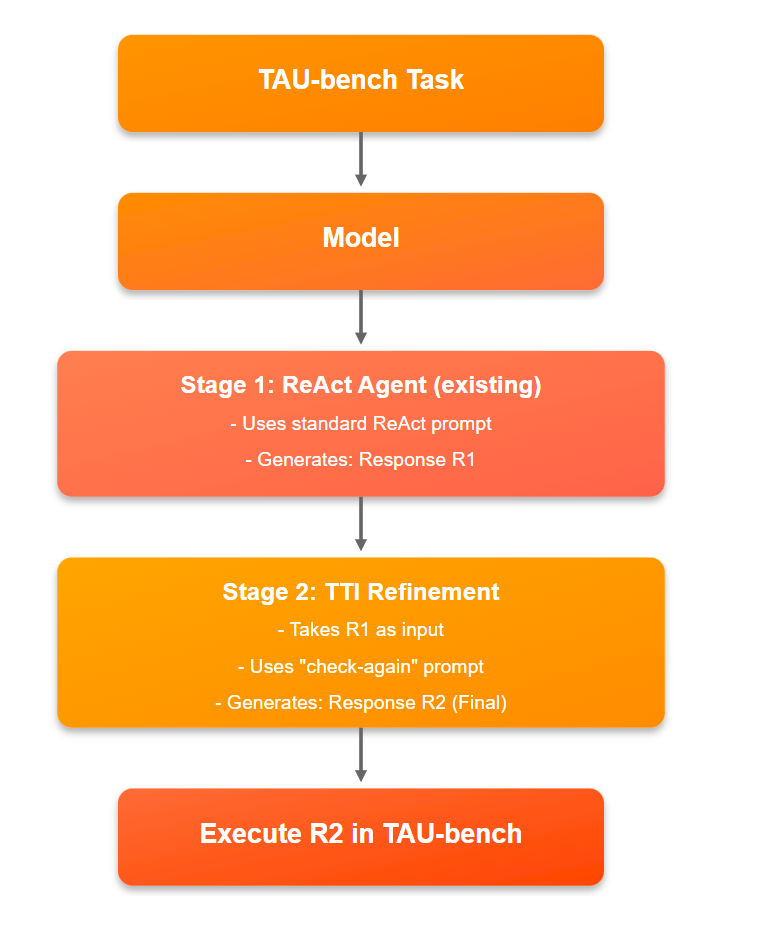 TAU-bench Task
Model
Stage 1: ReAct Agent (existing)
- Uses standard ReAct prompt
- Generates: Response R1
Stage 2: TTI Refinement
- Takes R1 as input
- Uses "check-again" prompt
- Generates: Response R2 (Final)
Execute R2 in TAU-bench